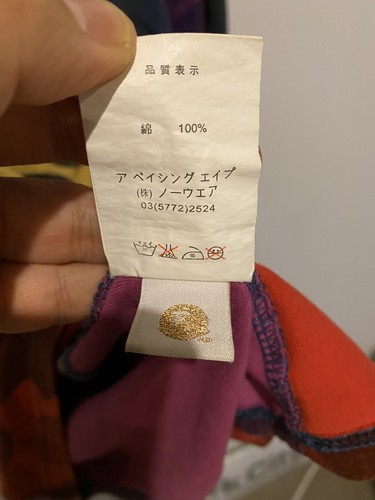 品質表示
綿 100%
ア ベイシング エイプ
(株) ノーウエア
03(5772)2524